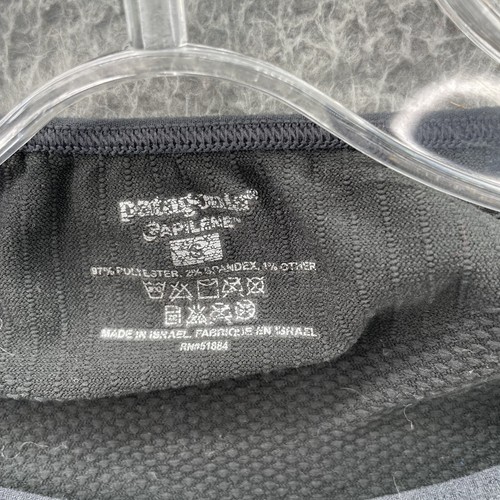 patagonia®
CAPILENE®
97% POLYESTER, 2% SPANDEX, 1% OTHER
MADE IN ISRAEL, FABRIQUE EN ISRAEL
RN#51884